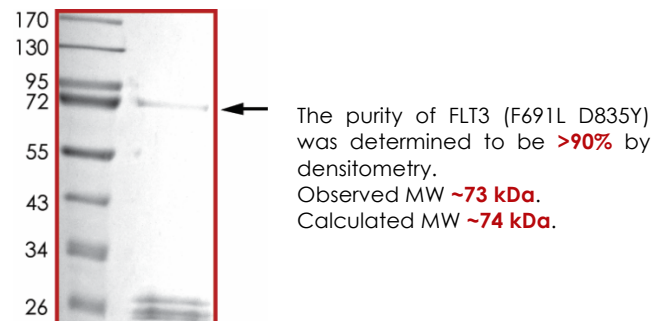 170
130
95
72
55
43
34
26
The purity of FLT3 (F691L D835Y)
was determined to be >90% by
densitometry.
Observed MW ~73 kDa.
Calculated MW ~74 kDa.